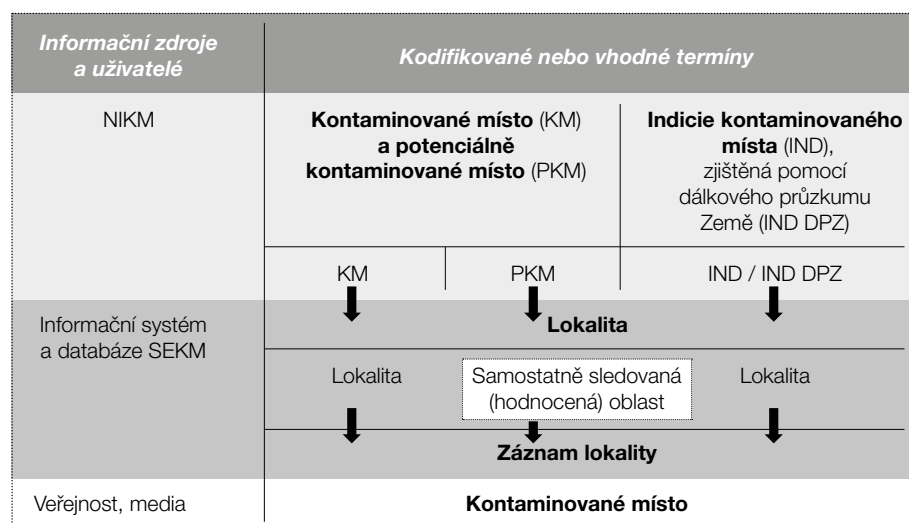 Informační zdroje
a uživatelé
Kodifikované nebo vhodné termíny
NIKM
Kontaminované místo (KM)
a potenciálně
kontaminované místo (PKM)
Indicie kontaminovaného
místa (IND),
zjištěná pomocí
dálkového průzkumu
Země (IND DPZ)
KM
PKM
IND / IND DPZ
Informační systém
a databáze SEKM
Lokalita
Lokalita
Samostatně sledovaná
(hodnocená) oblast
Lokalita
Záznam lokality
Veřejnost, media
Kontaminované místo